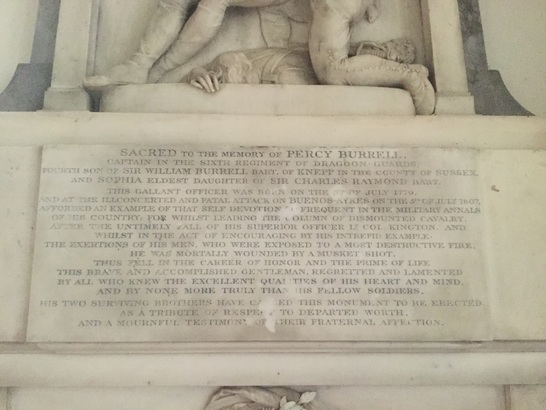 SACRED TO THE MEMORY OF PERCY BURRELL,
CAPTAIN IN THE SIXTH REGIMENT OF DRAGOON GUARDS:
FOURTH SON OF SIR WILLIAM BURRELL BART. OF KNEPP IN THE COUNTY OF SUSSEX,
AND SOPHIA ELDEST DAUGHTER OF SIR CHARLES RAYMOND BART.
THIS GALLANT OFFICER WAS BORN ON THE OF JULY 1779.
AND AT THE ILLCONCERTED AND FATAL ATTACK ON BUENOS AYRES ON THE 5TH OF JULY 1807,
AFFORDED AN EXAMPLE OF THAT SELF DEVOTION SO FREQUENT IN THE MILITARY ANNALS
OF HIS COUNTRY, FOR WHILST LEADING THE COLUMN OF DISMOUNTED CAVALRY,
AFTER THE UNTIMELY FALL OF HIS SUPERIOR OFFICER LT COL. KINGTON, AND
WHILST IN THE ACT OF ENCOURAGING BY HIS INTREPID EXAMPLE
THE EXERTIONS OF HIS MEN, WHO WERE EXPOSED TO A MOST DESTRUCTIVE FIRE,
HE WAS MORTALLY WOUNDED BY A MUSKET SHOT.
THUS FELL IN THE CAREER OF HONOR AND THE PRIME OF LIFE
THIS BRAVE AND ACCOMPLISHED GENTLEMAN, REGRETTED AND LAMENTED
BY ALL WHO KNEW THE EXCELLENT QUALITIES OF HIS HEART AND MIND,
AND BY NONE MORE TRULY THAN HIS FELLOW SOLDIERS.
HIS TWO SURVIVING BROTHERS HAVE CAUSED THIS MONUMENT TO BE ERECTED
AS A TRIBUTE OF RESPECT TO DEPARTED WORTH,
AND A MOURNFUL TESTIMONY OF THEIR FRATERNAL AFFECTION.